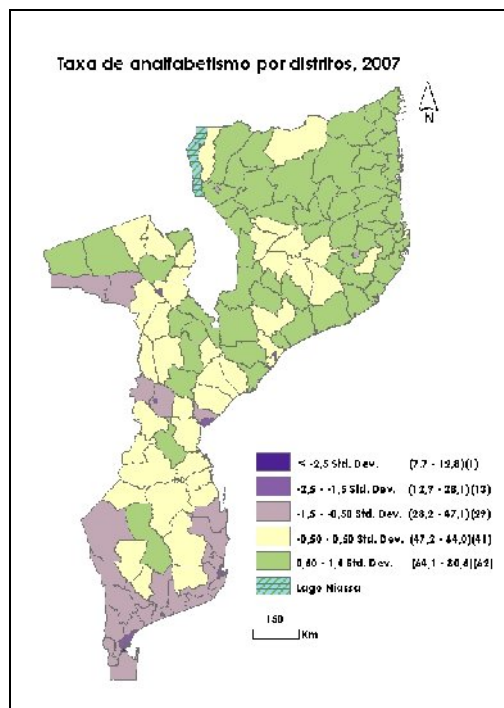 Taxa de analfabetismo por distritos, 2007
N
< -2,5 Std. Dev. (7,7 - 12,8)(1)
-2,5 - -1,5 Std. Dev. (12,7 - 28,1)(13)
-1,5 - -0,50 Std. Dev. (28,2 - 47,1)(29)
-0,50 - 0,50 Std. Dev. (47,2 - 64,0)(41)
0,50 - 1,4 Std. Dev. (64,1 - 80,6)(62)
Lago Niassa
150
Km